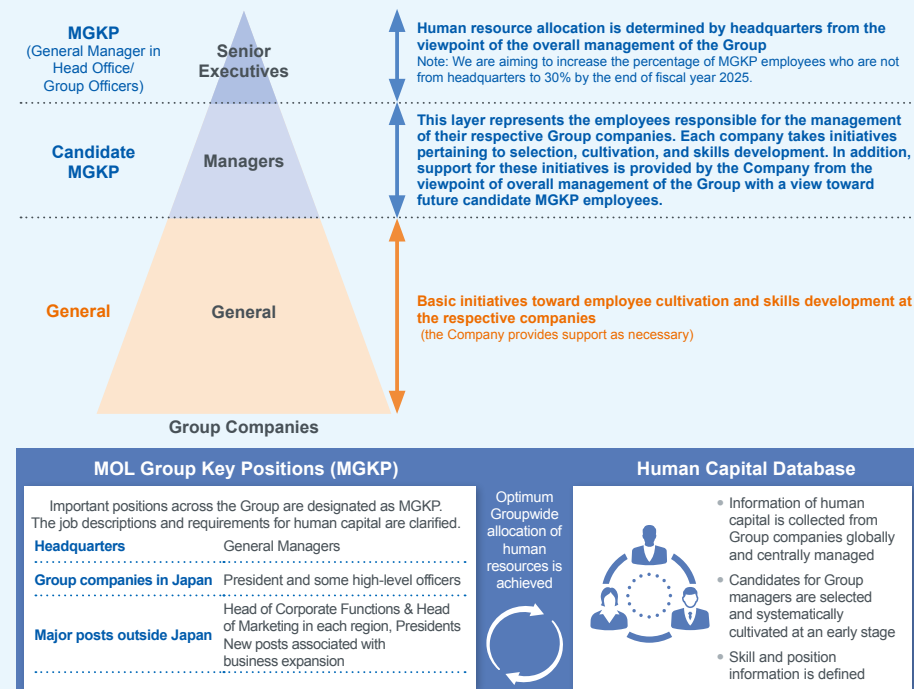 MGKP
(General Manager in
Head Office/
Group Officers)
Senior
Executives
Human resource allocation is determined by headquarters from the
viewpoint of the overall management of the Group
Note: We are aiming to increase the percentage of MGKP employees who are not
from headquarters to 30% by the end of fiscal year 2025.
Candidate
MGKP
Managers
This layer represents the employees responsible for the management
of their respective Group companies. Each company takes initiatives
pertaining to selection, cultivation, and skills development. In addition,
support for these initiatives is provided by the Company from the
viewpoint of overall management of the Group with a view toward
future candidate MGKP employees.
General
General
Basic initiatives toward employee cultivation and skills development at
the respective companies
(the Company provides support as necessary)
Group Companies
MOL Group Key Positions (MGKP)
Important positions across the Group are designated as MGKP.
The job descriptions and requirements for human capital are clarified.
Headquarters General Managers
Group companies in Japan President and some high-level officers
Major posts outside Japan
Head of Corporate Functions & Head
of Marketing in each region, Presidents
New posts associated with
business expansion
Optimum
Groupwide
allocation of
human
resources is
achieved
Human Capital Database
• Information of human
capital is collected from
Group companies globally
and centrally managed
• Candidates for Group
managers are selected
and systematically
cultivated at an early stage
• Skill and position
information is defined